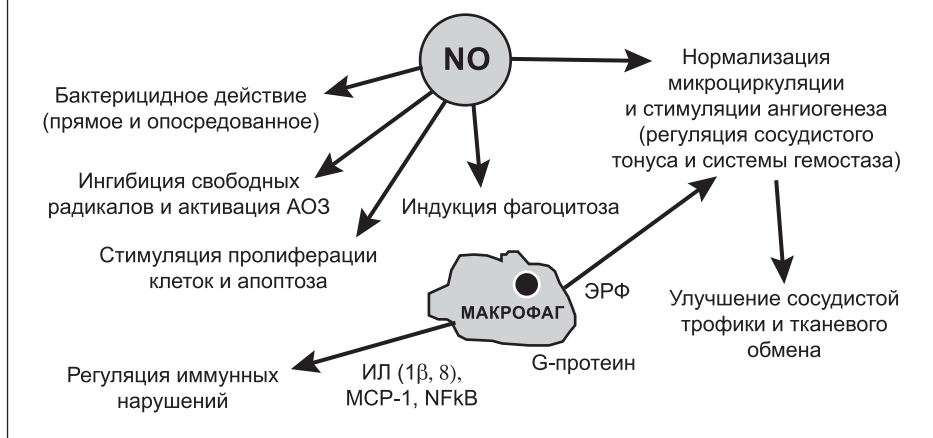 NO
Нормализация
микроциркуляции
и стимуляции ангиогенеза
(регуляция сосудистого
тонуса и системы гемостаза)
Бактерицидное действие
(прямое и опосредованное)
Ингибиция свободных
радикалов и активация АОЗ
Индукция фагоцитоза
Стимуляция пролиферации
клеток и апоптоза
МАКРОФАГ
ЭРФ
G-протеин
Улучшение сосудистой
трофики и тканевого
обмена
Регуляция иммунных
нарушений
ИЛ (1β, 8),
МСР-1, NFkB